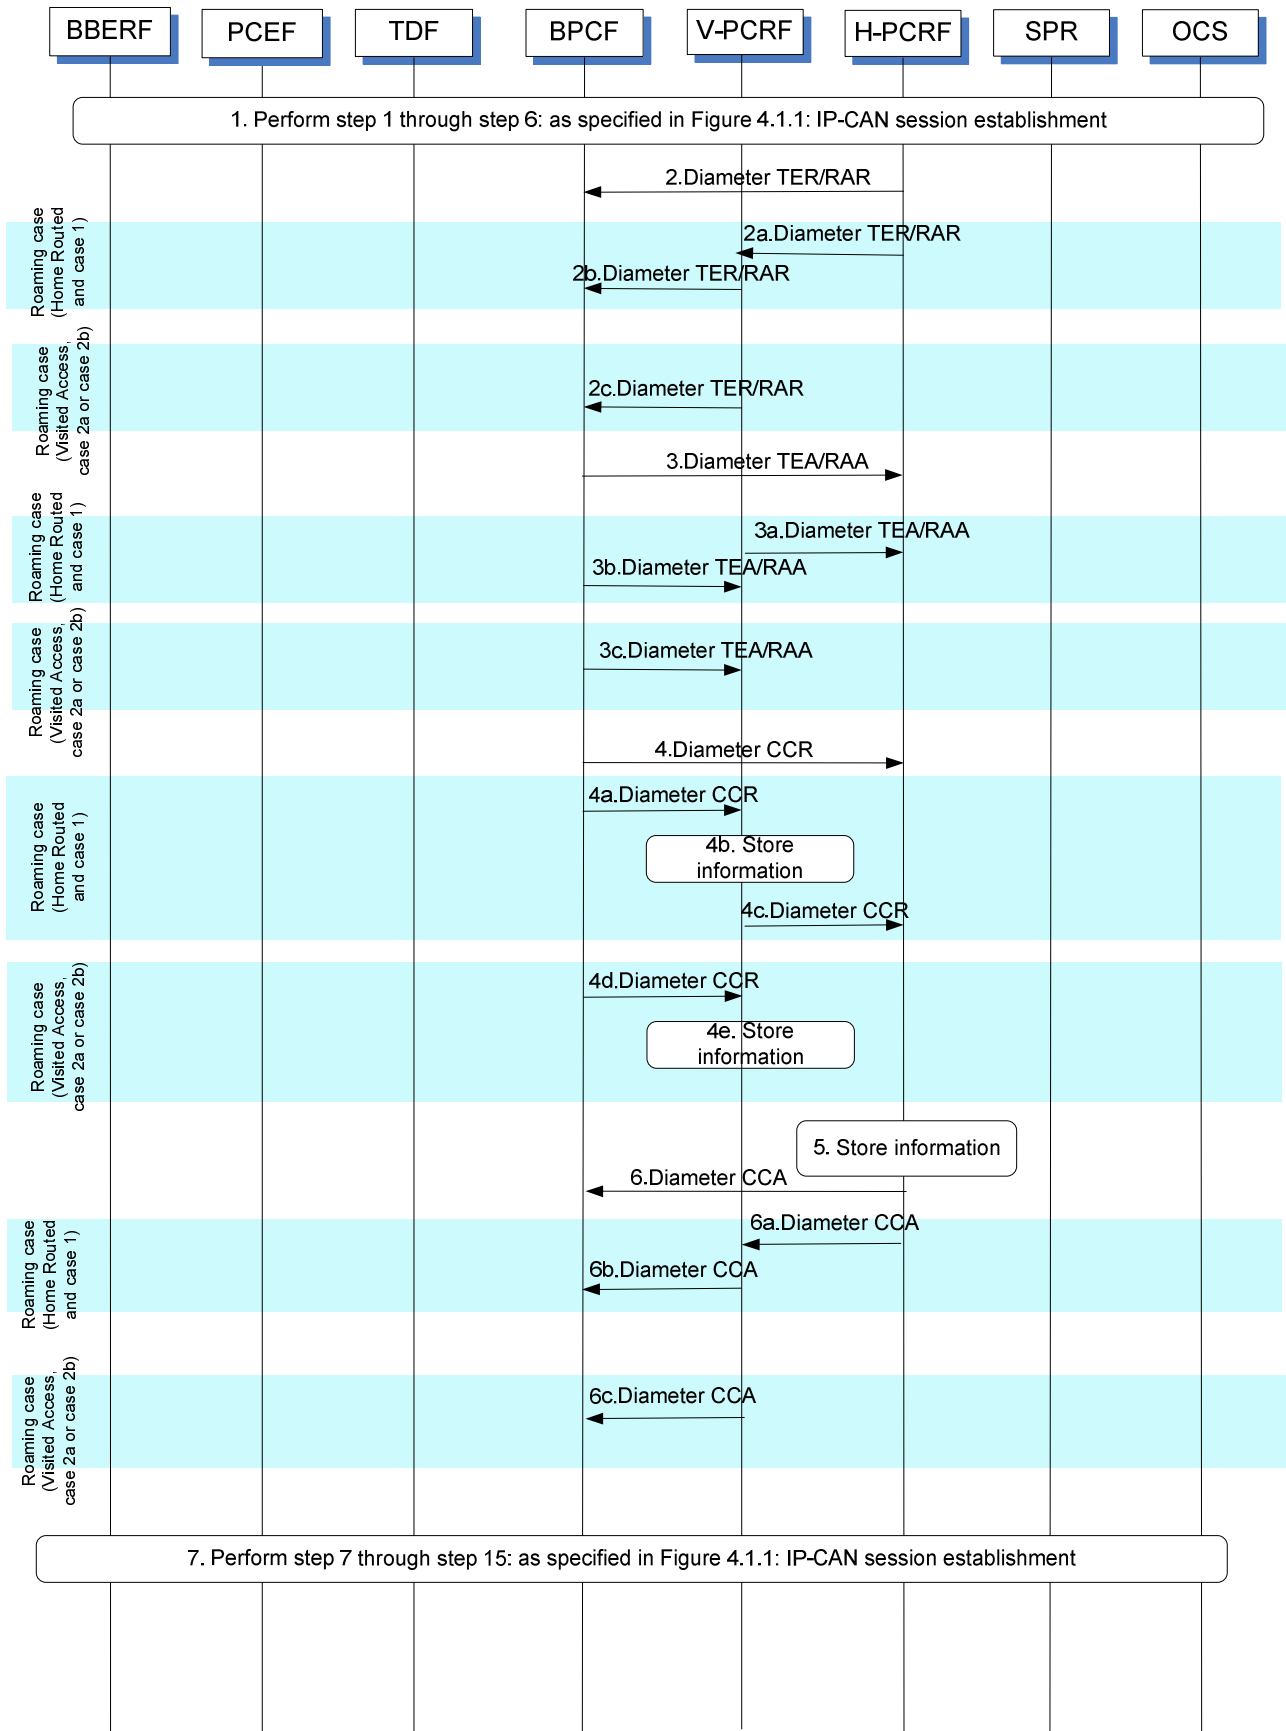 BBERF
PCEF
TDF
BPCF
V-PCRF
H-PCRF
SPR
OCS
1. Perform step 1 through step 6: as specified in Figure 4.1.1: IP-CAN session establishment
2.Diameter TER/RAR
Roaming case
(Home Routed
and case 1)
2a.Diameter TER/RAR
2b.Diameter TER/RAR
Roaming case
(Visited Access,
case 2a or case 2b)
2c.Diameter TER/RAR
3.Diameter TEA/RAA
Roaming case
(Home Routed
and case 1)
3a.Diameter TEA/RAA
3b.Diameter TEA/RAA
Roaming case
(Visited Access,
case 2a or case 2b)
3c.Diameter TEA/RAA
4.Diameter CCR
Roaming case
(Home Routed
and case 1)
4a.Diameter CCR
4b. Store
information
4c.Diameter CCR
Roaming case
(Visited Access,
case 2a or case 2b)
4d.Diameter CCR
4e. Store
information
5. Store information
6.Diameter CCA
Roaming case
(Home Routed
and case 1)
6a.Diameter CCA
6b.Diameter CCA
Roaming case
(Visited Access,
case 2a or case 2b)
6c.Diameter CCA
7. Perform step 7 through step 15: as specified in Figure 4.1.1: IP-CAN session establishment